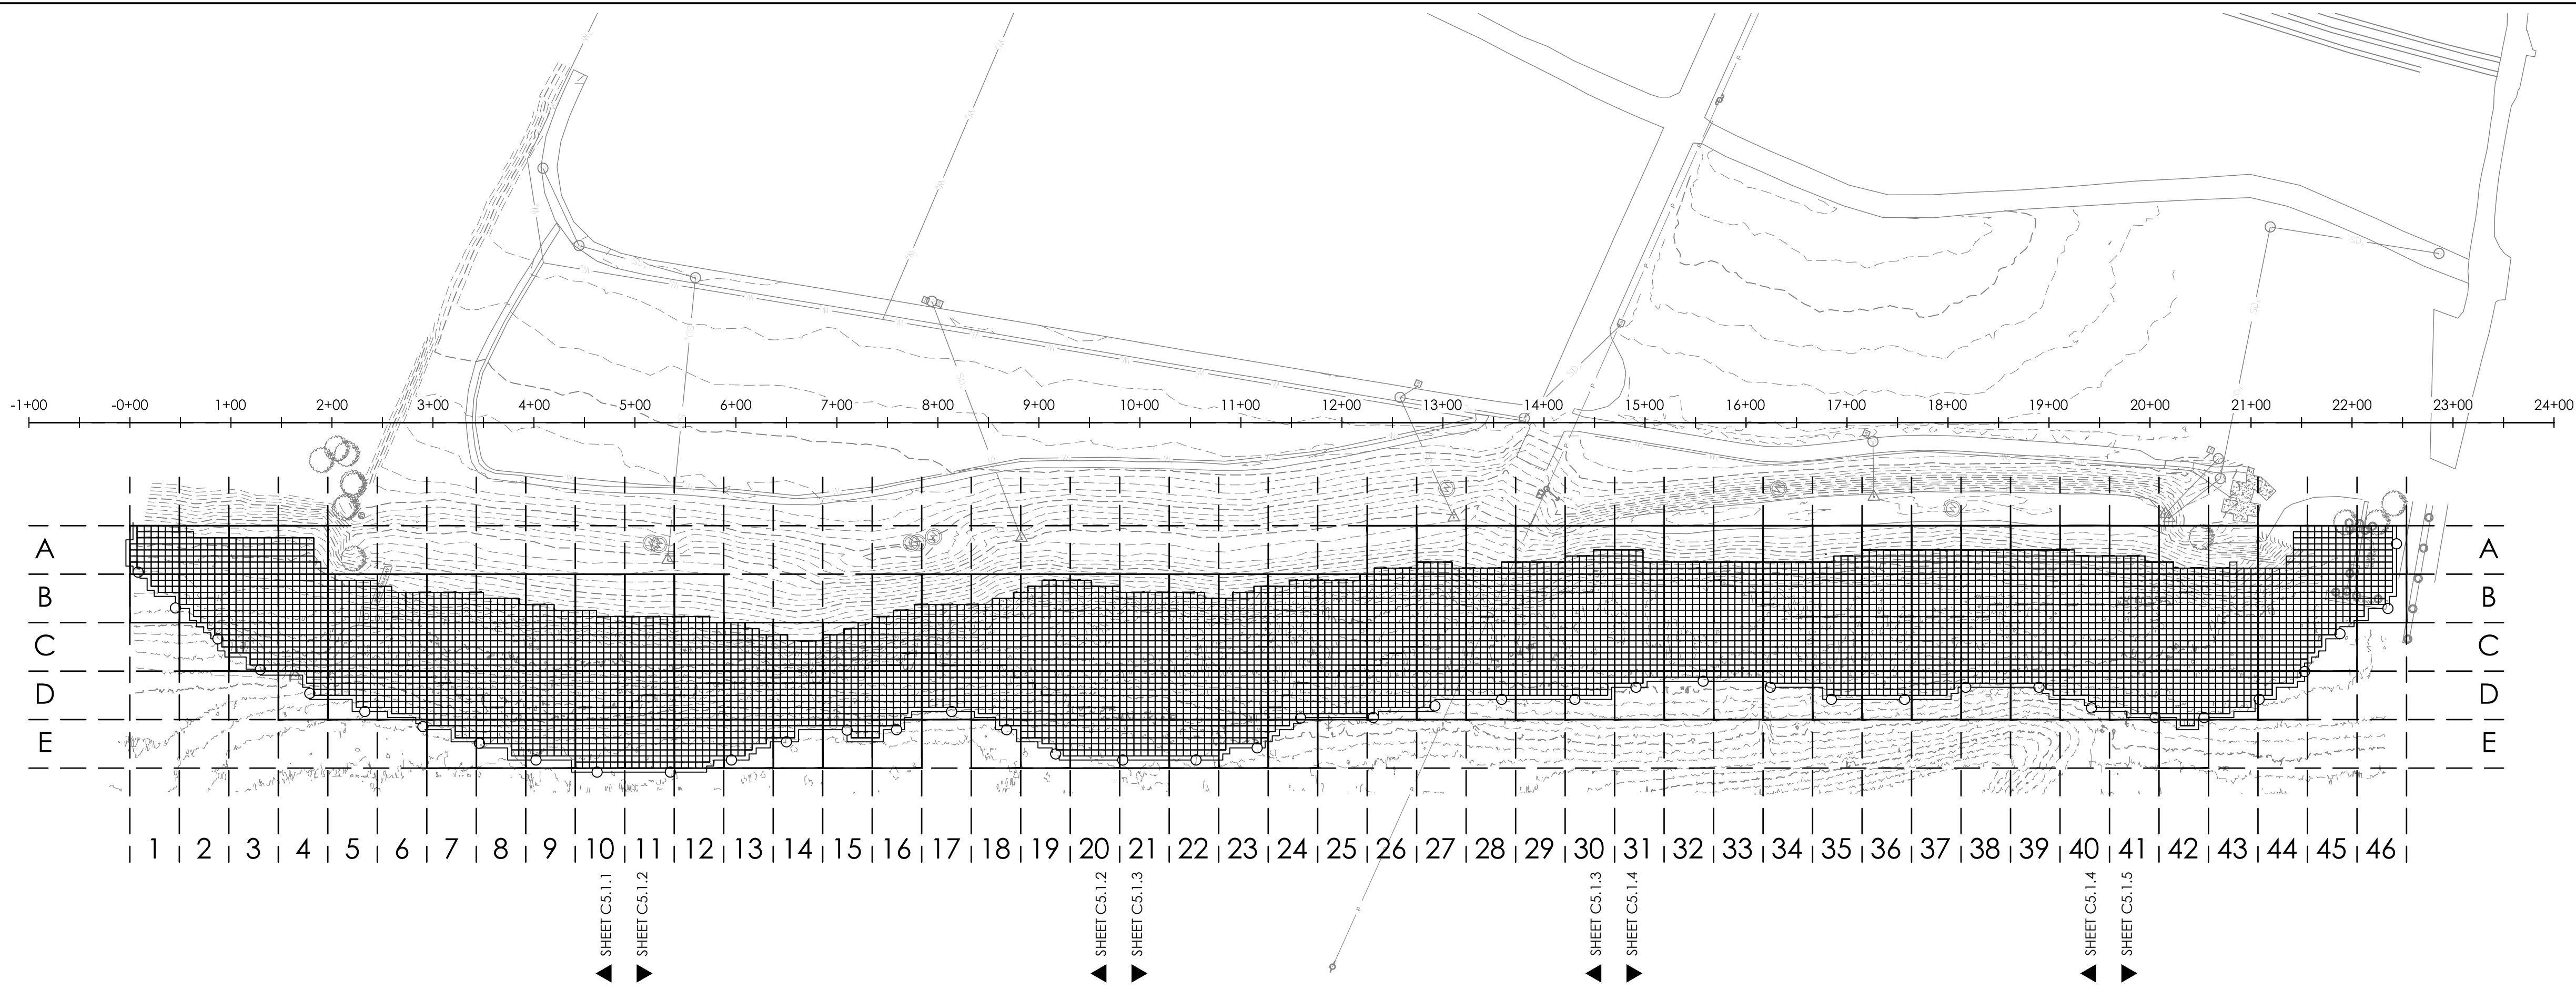 -1+00 -0+00 1+00 2+00 3+00 4+00 5+00 6+00 7+00 8+00 9+00 10+00 11+00 12+00 13+00 14+00 15+00 16+00 17+00 18+00 19+00 20+00 21+00 22+00 23+00 24+00
A A
B B
C C
D D
E E
1 2 3 4 5 6 7 8 9 10 11 12 13 14 15 16 17 18 19 20 21 22 23 24 25 26 27 28 29 30 31 32 33 34 35 36 37 38 39 40 41 42 43 44 45 46
SHEET C5.1.1
SHEET C5.1.2
SHEET C5.1.2
SHEET C5.1.3
SHEET C5.1.3
SHEET C5.1.4
SHEET C5.1.4
SHEET C5.1.5